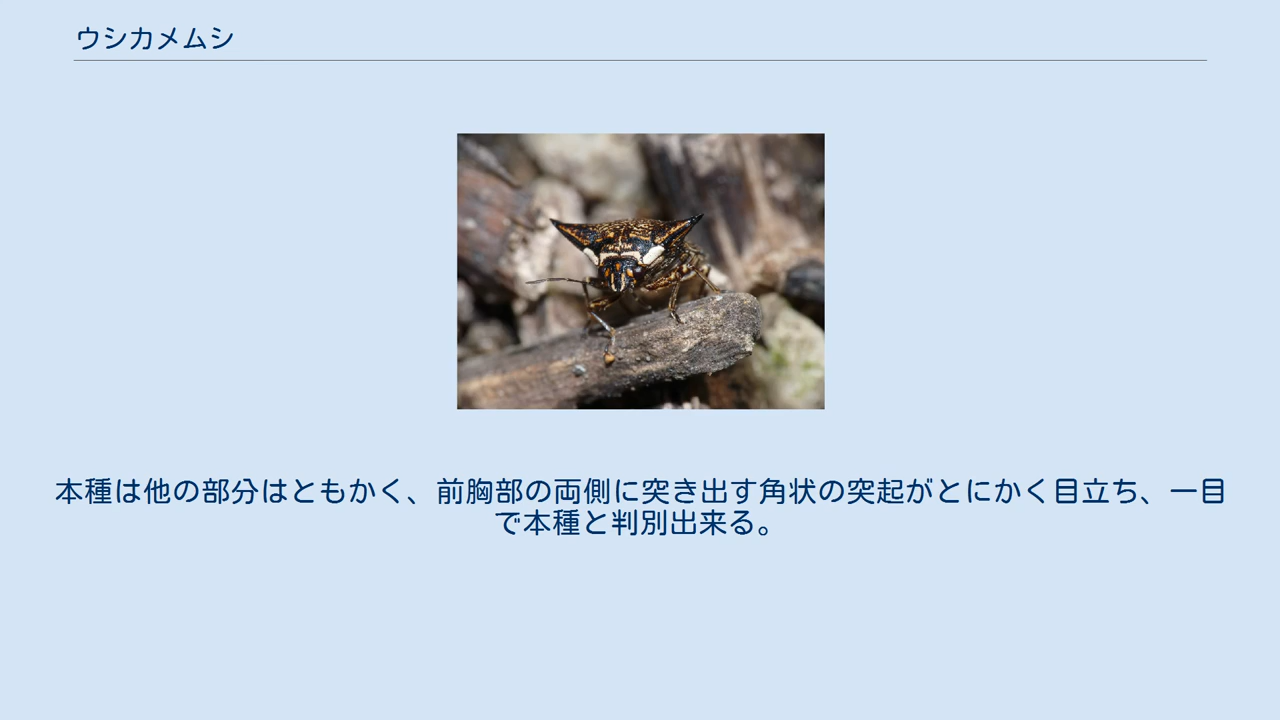 ウシカメムシ
本種は他の部分はともかく、前胸部の両側に突き出す角状の突起がとにかく目立ち、一目
で本種と判別出来る。